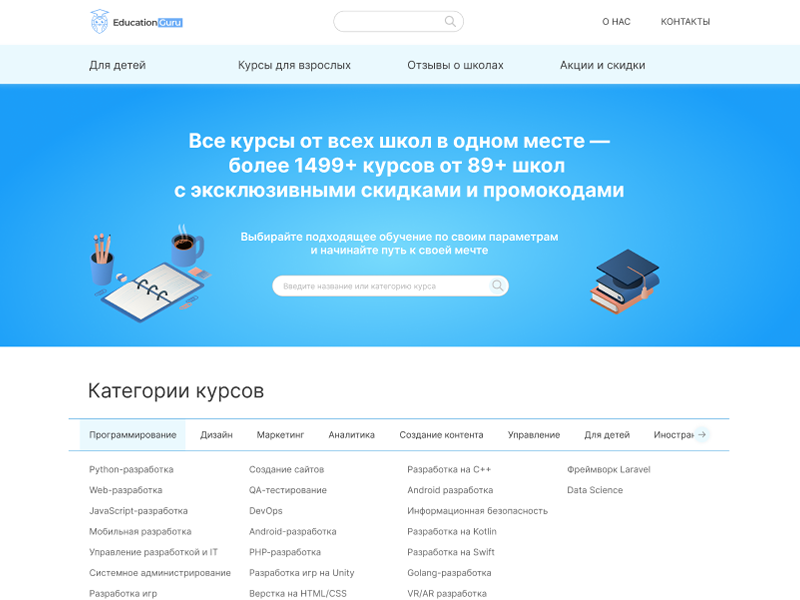 Education Guru
О НАС
КОНТАКТЫ
Для детей
Курсы для взрослых
Отзывы о школах
Акции и скидки
Все курсы от всех школ в одном месте —
более 1499+ курсов от 89+ школ
с эксклюзивными скидками и промокодами
Выбирайте подходящее обучение по своим параметрам
и начинайте путь к своей мечте
Введите название или категорию курса
Категории курсов
Программирование
Дизайн
Маркетинг
Аналитика
Создание контента
Управление
Для детей
Иностран
Python-разработка
Web-разработка
JavaScript-разработка
Мобильная разработка
Управление разработкой и IT
Системное администрирование
Разработка игр
Создание сайтов
QA-тестирование
DevOps
Android-разработка
PHP-разработка
Разработка игр на Unity
Верстка на HTML/CSS
Разработка на C++
Android разработка
Информационная безопасность
Разработка на Kotlin
Разработка на Swift
Golang-разработка
VR/AR разработка
Фреймворк Laravel
Data Science